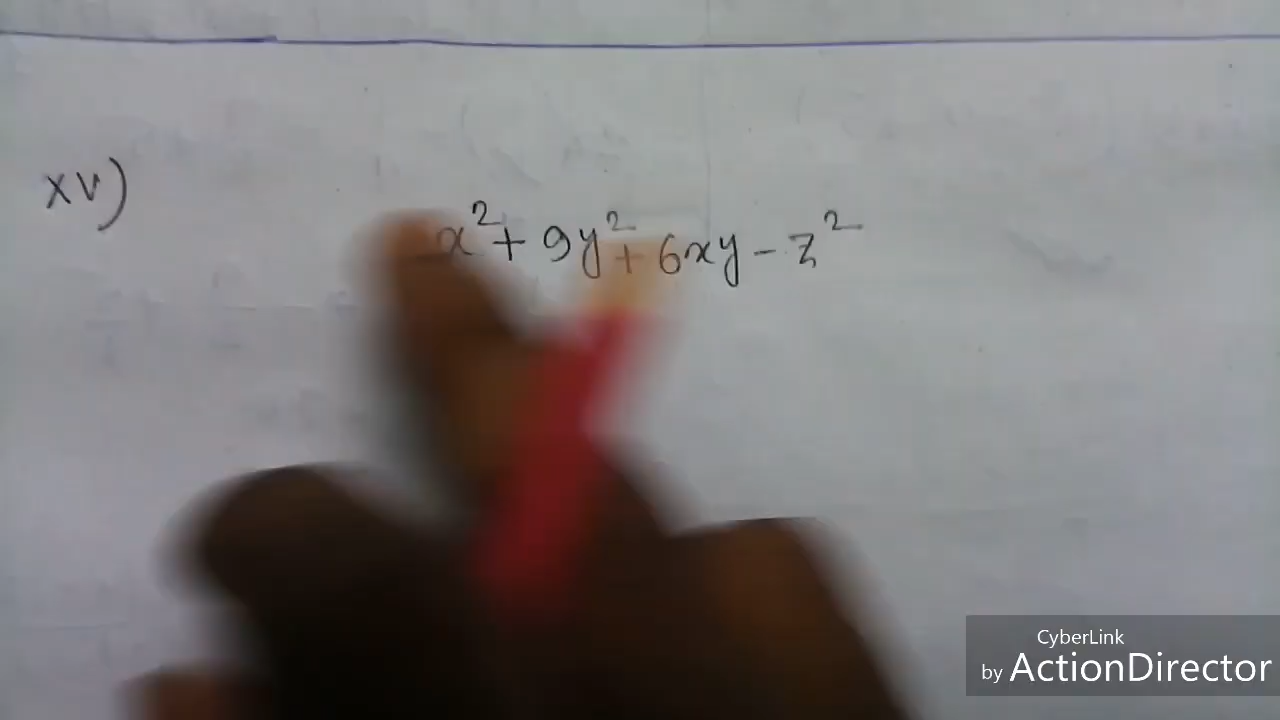 xv)
x² + 9y² + 6xy - z²
CyberLink
by ActionDirector